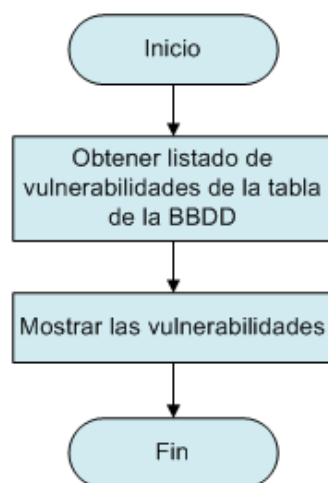 Inicio
Obtener listado de
vulnerabilidades de la tabla
de la BBDD
Mostrar las vulnerabilidades
Fin